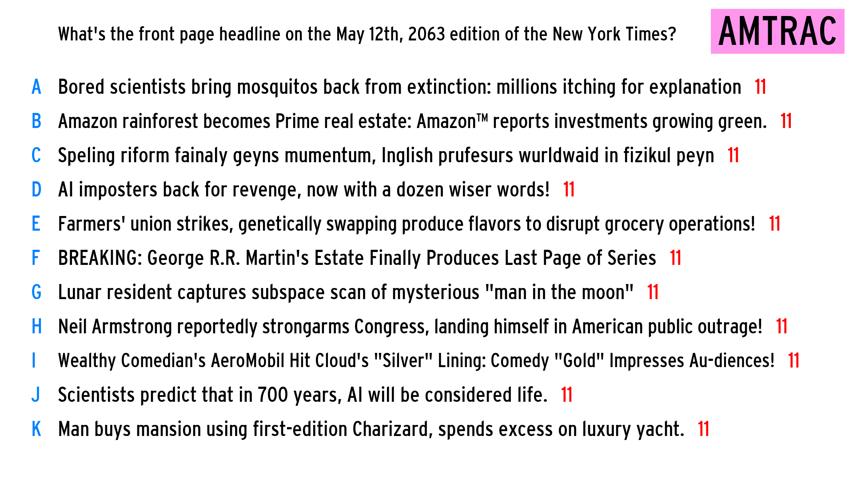 What's the front page headline on the May 12th, 2063 edition of the New York Times? AMTRAC
A Bored scientists bring mosquitos back from extinction: millions itching for explanation 11
B Amazon rainforest becomes Prime real estate: Amazon™ reports investments growing green. 11
C Speling riform fainaly geyns mumentum, Inglish prufesurs wurldwaid in fizikul peyn 11
D AI imposters back for revenge, now with a dozen wiser words! 11
E Farmers' union strikes, genetically swapping produce flavors to disrupt grocery operations! 11
F BREAKING: George R.R. Martin's Estate Finally Produces Last Page of Series 11
G Lunar resident captures subspace scan of mysterious "man in the moon" 11
H Neil Armstrong reportedly strongarms Congress, landing himself in American public outrage! 11
I Wealthy Comedian's AeroMobil Hit Cloud's "Silver" Lining: Comedy "Gold" Impresses Au-diences! 11
J Scientists predict that in 700 years, AI will be considered life. 11
K Man buys mansion using first-edition Charizard, spends excess on luxury yacht. 11